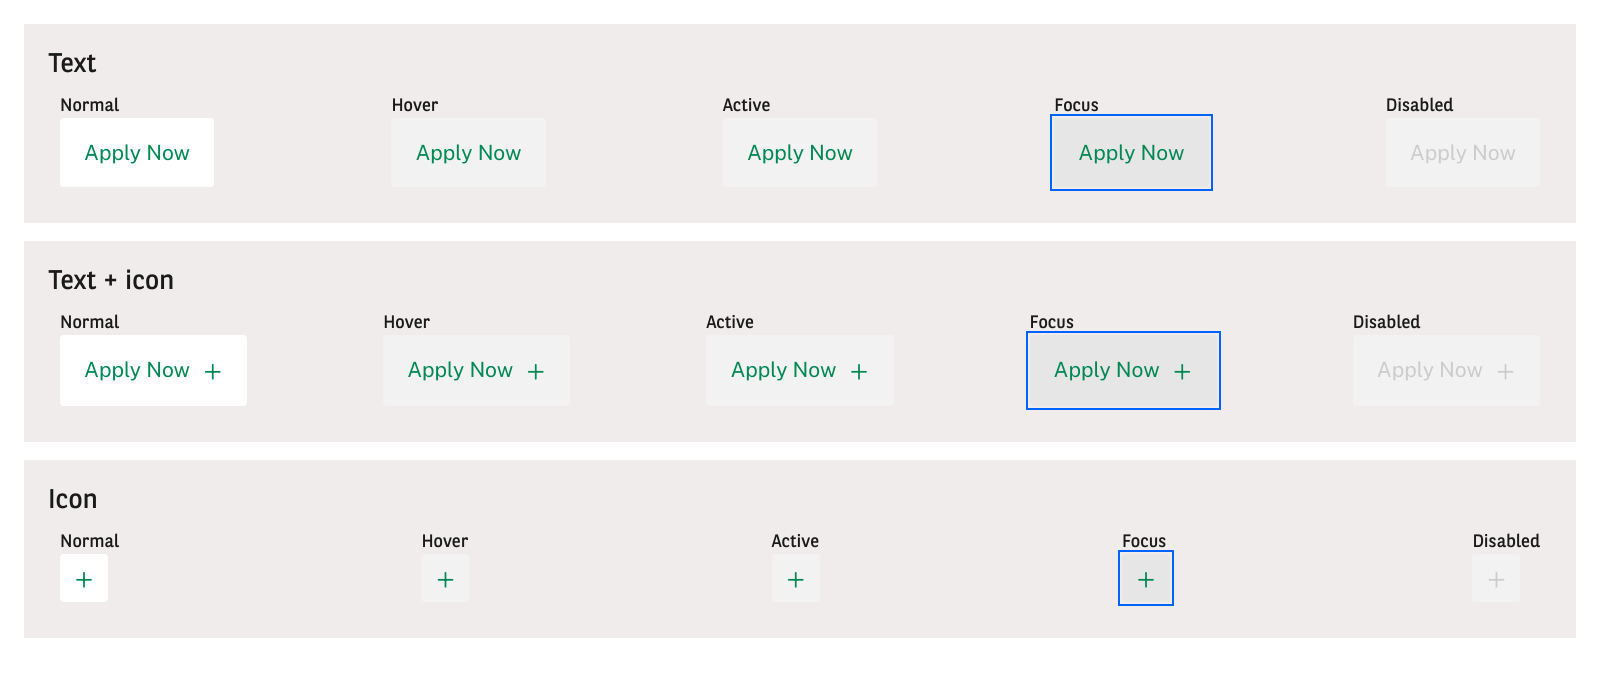 Text
Normal Hover Active Focus Disabled
Apply Now Apply Now Apply Now Apply Now Apply Now
Text + icon
Normal Hover Active Focus Disabled
Apply Now + Apply Now + Apply Now + Apply Now + Apply Now +
Icon
Normal Hover Active Focus Disabled
+ + + + +